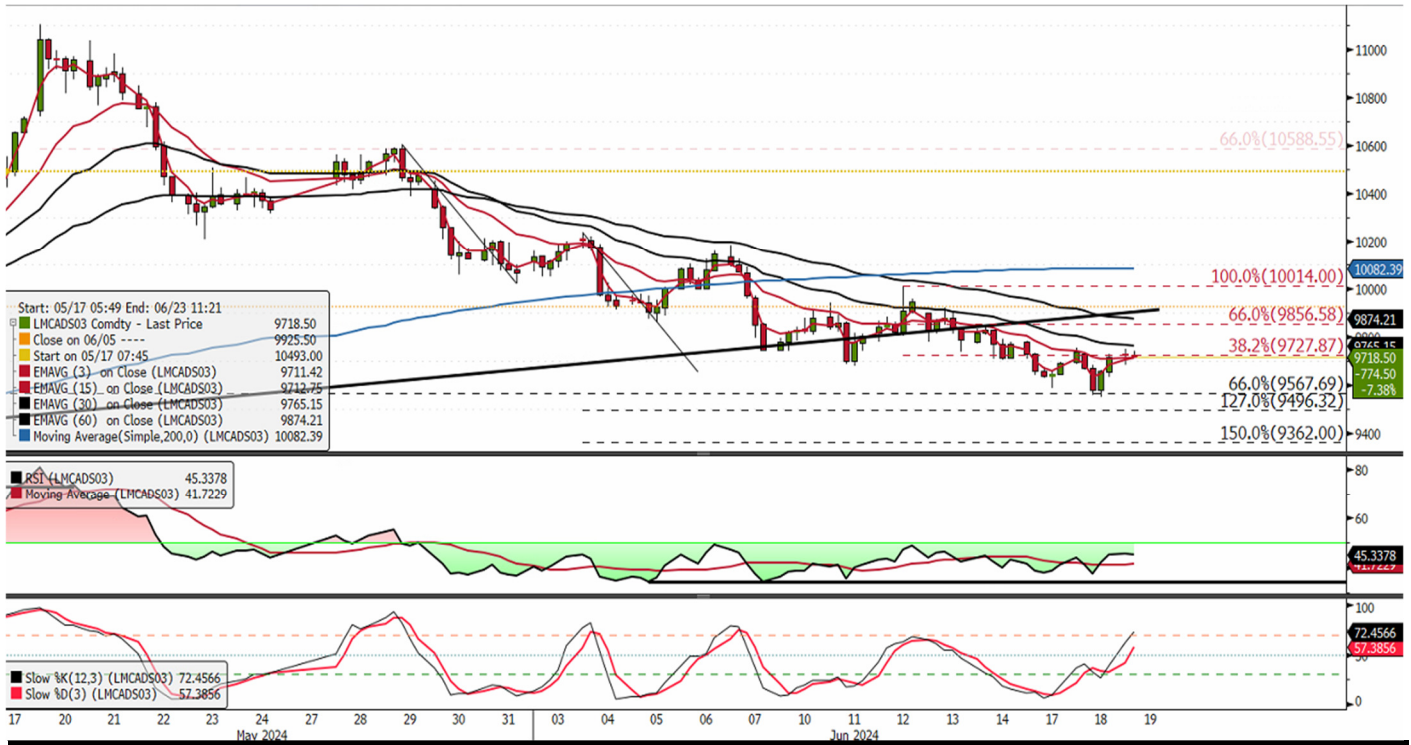 11000
10800
66.0%(10588.55)
10600
10400
10200
10082.39
100.0%(10014.00)
10000
9874.21
66.0%(9856.58)
9765.15
38.2%(9727.87)
9718.50
-774.50
-7.38%
66.0%(9567.69)
127.0%(9496.32)
150.0%(9362.00)
9400
Start: 05/17 05:49 End: 06/23 11:21
LMCADS03 Comdty - Last Price 9718.50
Close on 06/05 ---- 9925.50
Start on 05/17 07:45 10493.00
EMAVG (3) on Close (LMCADS03) 9711.42
EMAVG (15) on Close (LMCADS03) 9712.75
EMAVG (30) on Close (LMCADS03) 9765.15
EMAVG (60) on Close (LMCADS03) 9874.21
Moving Average(Simple,200,0) (LMCADS03) 10082.39
RSI (LMCADS03) 45.3378
Moving Average (LMCADS03) 41.7229
80
60
45.3378
41.7229
Slow %K(12,3) (LMCADS03) 72.4566
Slow %D(3) (LMCADS03) 57.3856
100
72.4566
57.3856
50
0
17 20 21 22 23 24 27 28 29 30 31 03 04 05 06 07 10 11 12 13 14 17 18 19
May 2024 Jun 2024